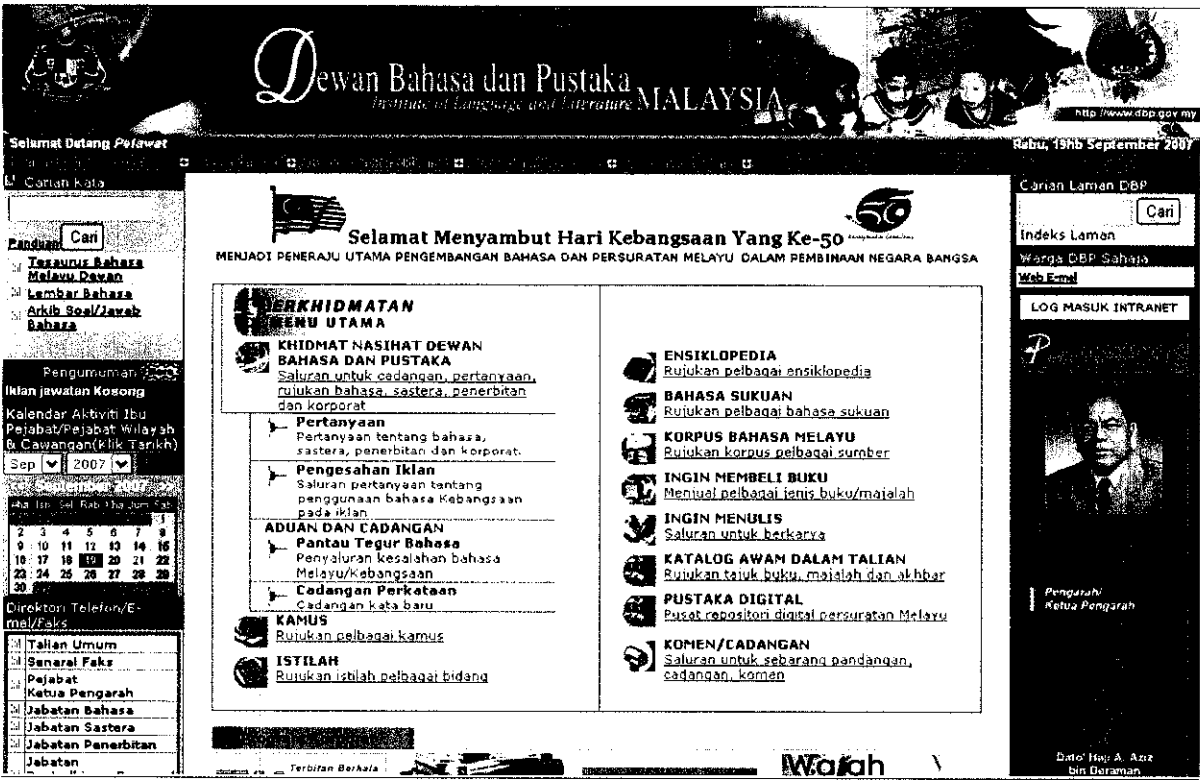 Dewan Bahasa dan Pustaka
Institute of Language and Literature MALAYSIA
http://www.dbp.gov.my
Selamat Datang Pelawat
Rabu, 19hb September 2007
Carian Kata
Cari
Panduan
Tesaurus Bahasa
Melayu Dewan
Lembar Bahasa
Arkib Soal/Jawab
Bahasa
Pengumuman
Iklan jawatan Kosong
Kalendar Aktiviti Ibu
Pejabat/Pejabat Wilayah
& Cawangan(Klik Tarikh)
Sep 2007
September 2007
Aha Isn Sel Rab Kha Jum Sab
1
2 3 4 5 6 7 8
9 10 11 12 13 14 15
16 17 18 19 20 21 22
23 24 25 26 27 28 29
30
Direktori Telefon/E-
mel/Faks
Talian Umum
Senarai Faks
Pejabat
Ketua Pengarah
Jabatan Bahasa
Jabatan Sastera
Jabatan Penerbitan
Jabatan
50
Selamat Menyambut Hari Kebangsaan Yang Ke-50
MENJADI PENERAJU UTAMA PENGEMBANGAN BAHASA DAN PERSURATAN MELAYU DALAM PEMBINAAN NEGARA BANGSA
PERKHIDMATAN
MENU UTAMA
KHIDMAT NASIHAT DEWAN
BAHASA DAN PUSTAKA
Saluran untuk cadangan, pertanyaan,
rujukan bahasa, sastera, penerbitan
dan korporat
Pertanyaan
Pertanyaan tentang bahasa,
sastera, penerbitan dan korporat.
Pengesahan Iklan
Saluran pertanyaan tentang
penggunaan bahasa Kebangsaan
pada iklan
ADUAN DAN CADANGAN
Pantau Tegur Bahasa
Penyaluran kesalahan bahasa
Melayu/Kebangsaan
Cadangan Perkataan
Cadangan kata baru
KAMUS
Rujukan pelbagai kamus
ISTILAH
Rujukan istilah pelbagai bidang
ENSIKLOPEDIA
Rujukan pelbagai ensiklopedia
BAHASA SUKUAN
Rujukan pelbagai bahasa sukuan
KORPUS BAHASA MELAYU
Rujukan korpus pelbagai sumber
INGIN MEMBELI BUKU
Menjual pelbagai jenis buku/majalah
INGIN MENULIS
Saluran untuk berkarya
KATALOG AWAM DALAM TALIAN
Rujukan tajuk buku, majalah dan akhbar
PUSTAKA DIGITAL
Pusat repositori digital persuratan Melayu
KOMEN/CADANGAN
Saluran untuk sebarang pandangan,
cadangan, komen
Terbitan Berkala
Carian Laman DBP
Cari
Indeks Laman
Warga DBP Sahaja
Web E-mel
LOG MASUK INTRANET
Pengarah/
Ketua Pengarah
Dato' Haji A. Aziz
bin Deraman